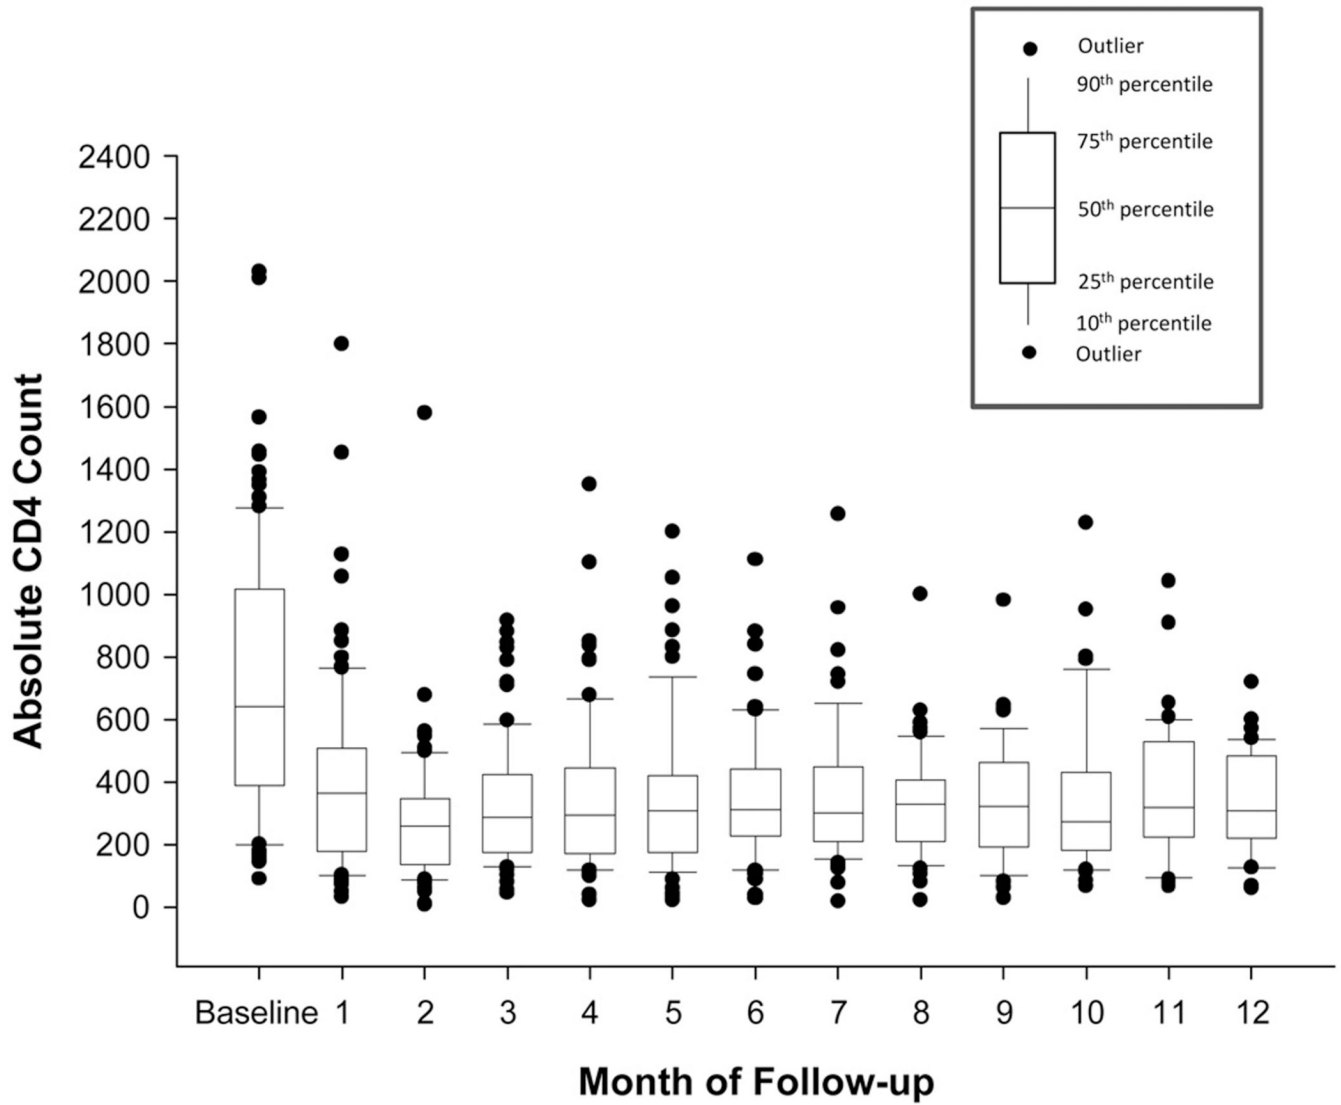 Outlier
90th percentile
75th percentile
50th percentile
25th percentile
10th percentile
Outlier
2400
2200
2000
1800
1600
1400
1200
1000
800
600
400
200
0
Absolute CD4 Count
Baseline 1 2 3 4 5 6 7 8 9 10 11 12
Month of Follow-up